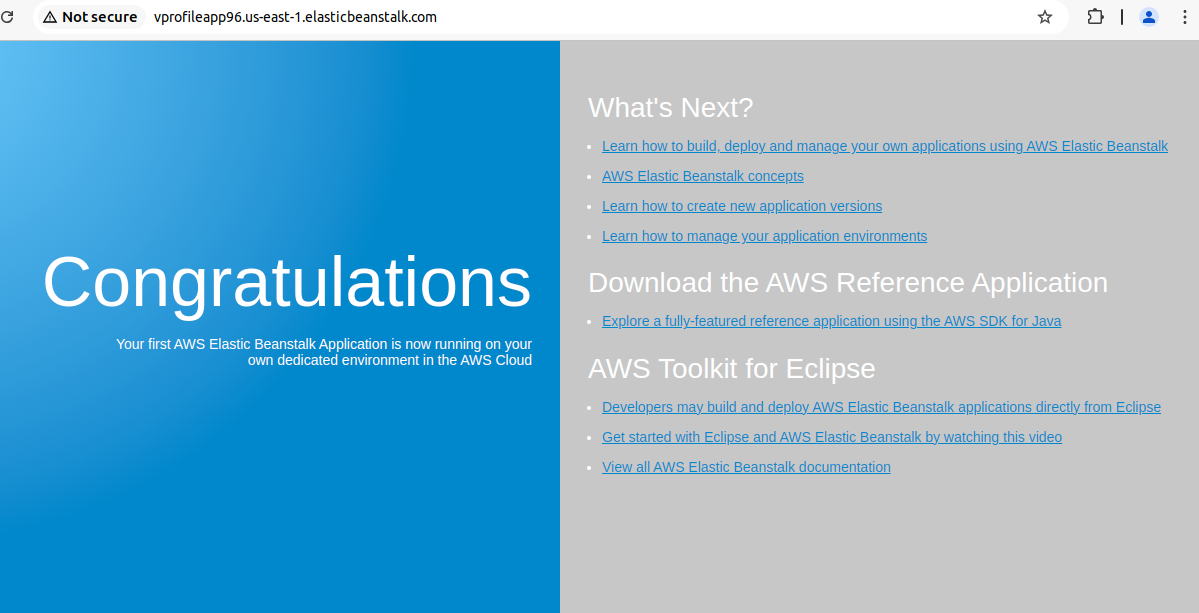 Not secure vprofileapp96.us-east-1.elasticbeanstalk.com
Congratulations
Your first AWS Elastic Beanstalk Application is now running on your
own dedicated environment in the AWS Cloud
What's Next?
Learn how to build, deploy and manage your own applications using AWS Elastic Beanstalk
AWS Elastic Beanstalk concepts
Learn how to create new application versions
Learn how to manage your application environments
Download the AWS Reference Application
Explore a fully-featured reference application using the AWS SDK for Java
AWS Toolkit for Eclipse
Developers may build and deploy AWS Elastic Beanstalk applications directly from Eclipse
Get started with Eclipse and AWS Elastic Beanstalk by watching this video
View all AWS Elastic Beanstalk documentation